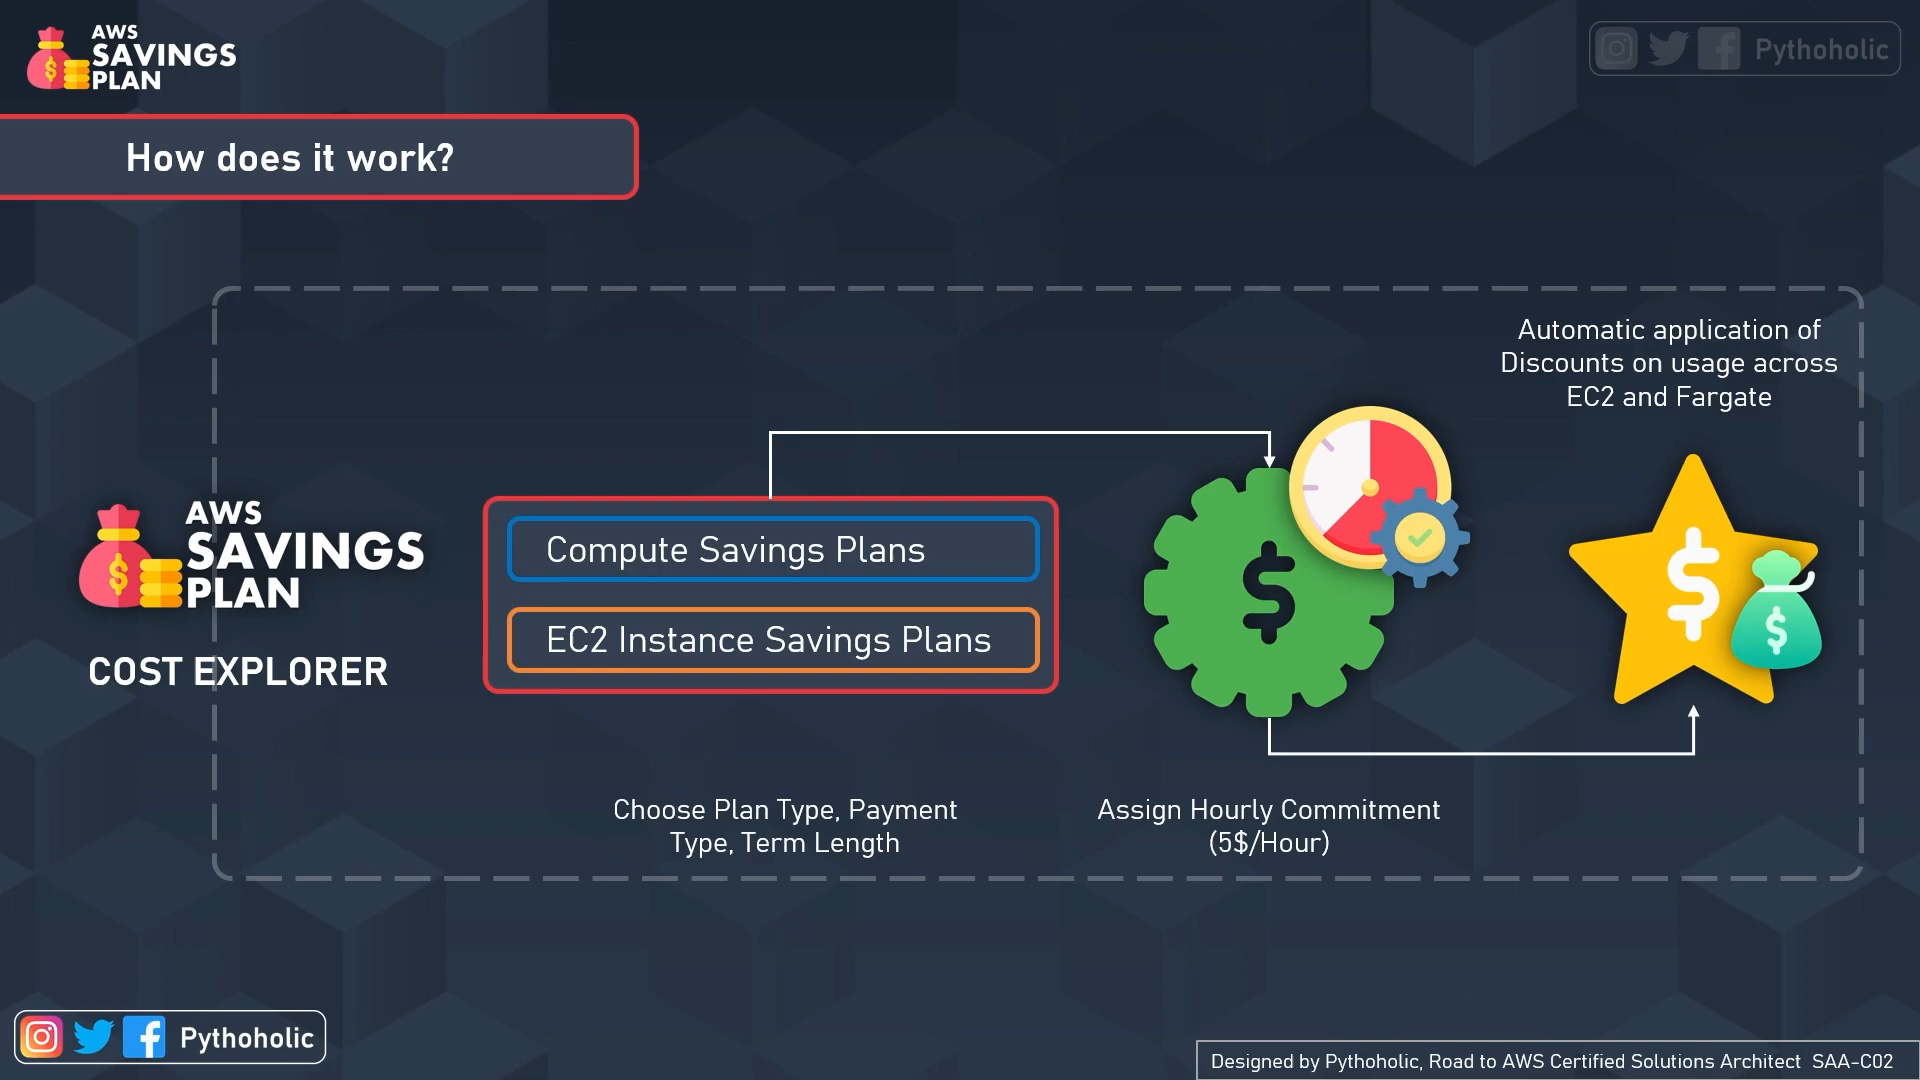 AWS
SAVINGS
PLAN
Pythoholic
How does it work?
Automatic application of
Discounts on usage across
EC2 and Fargate
AWS
SAVINGS
PLAN
COST EXPLORER
Compute Savings Plans
EC2 Instance Savings Plans
$
$
$
Choose Plan Type, Payment
Type, Term Length
Assign Hourly Commitment
(5$/Hour)
Pythoholic
Designed by Pythoholic, Road to AWS Certified Solutions Architect SAA-C02